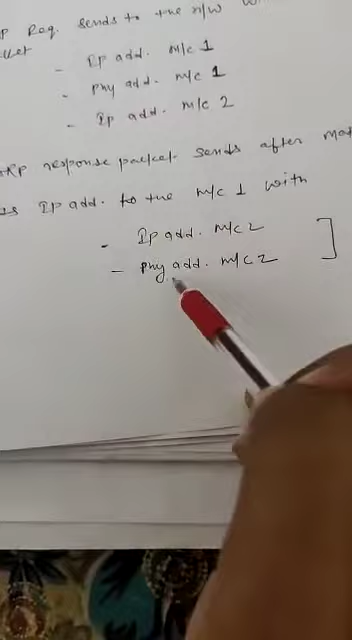 P Req. sends to the n/w
- Ip add. M/c 1
- Phy add. M/c 1
- Ip add. M/c 2
ARP response packet sends after
Ip add. to the M/c 1 with
- Ip add. M/c 2
- Phy add. M/c 2 ]